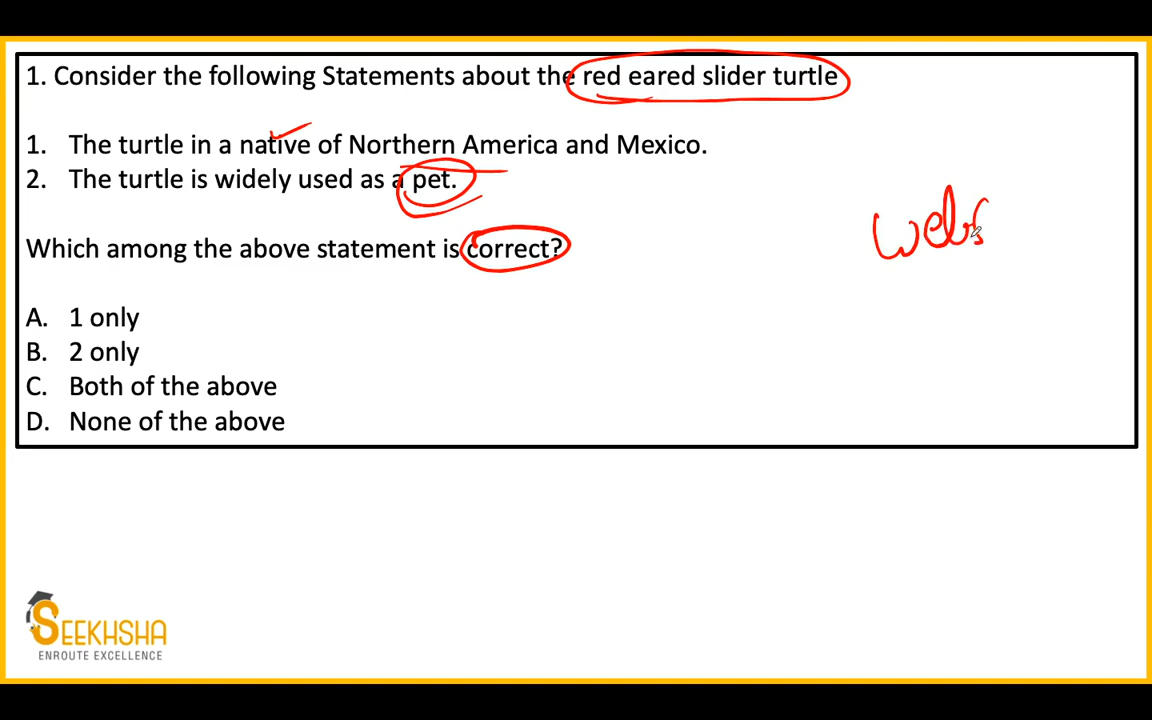 1. Consider the following Statements about the red eared slider turtle
1. The turtle in a native of Northern America and Mexico.
2. The turtle is widely used as a pet.
Which among the above statement is correct?
A. 1 only
B. 2 only
C. Both of the above
D. None of the above
SEEKHSHA
ENROUTE EXCELLENCE